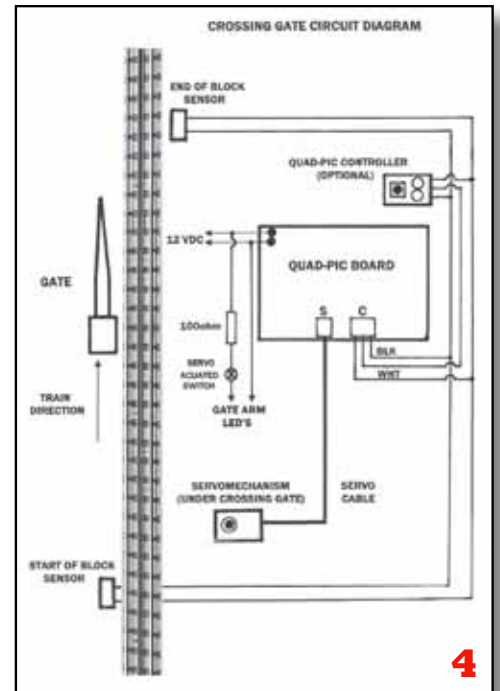 CROSSING GATE CIRCUIT DIAGRAM
END OF BLOCK
SENSOR
QUAD-PIC CONTROLLER
(OPTIONAL)
12 VDC
QUAD-PIC BOARD
GATE
S C
100ohm
BLK
WHT
SERVO
ACUATED
SWITCH
TRAIN
DIRECTION
GATE ARM
LED'S
SERVOMECHANISM
(UNDER CROSSING GATE)
SERVO
CABLE
START OF BLOCK
SENSOR
4